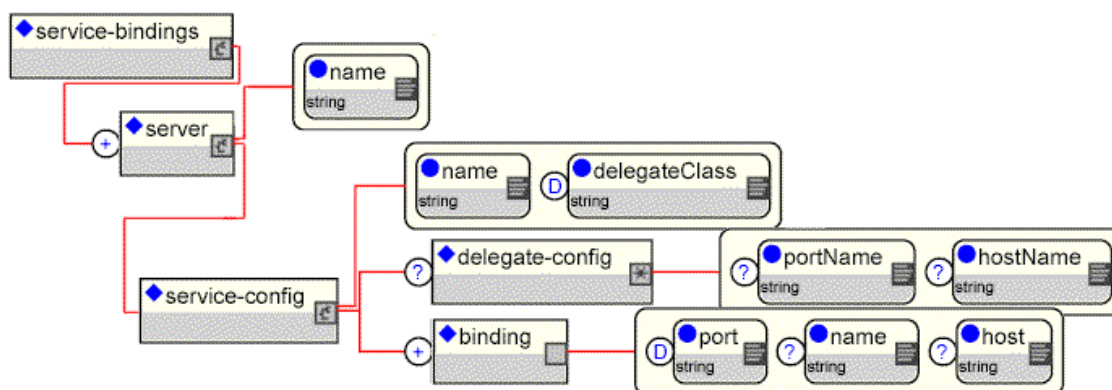 service-bindings
name
string
+ server
name
string
D delegateClass
string
? delegate-config
? portName
string
? hostName
string
service-config
+ binding
D port
string
? name
string
? host
string